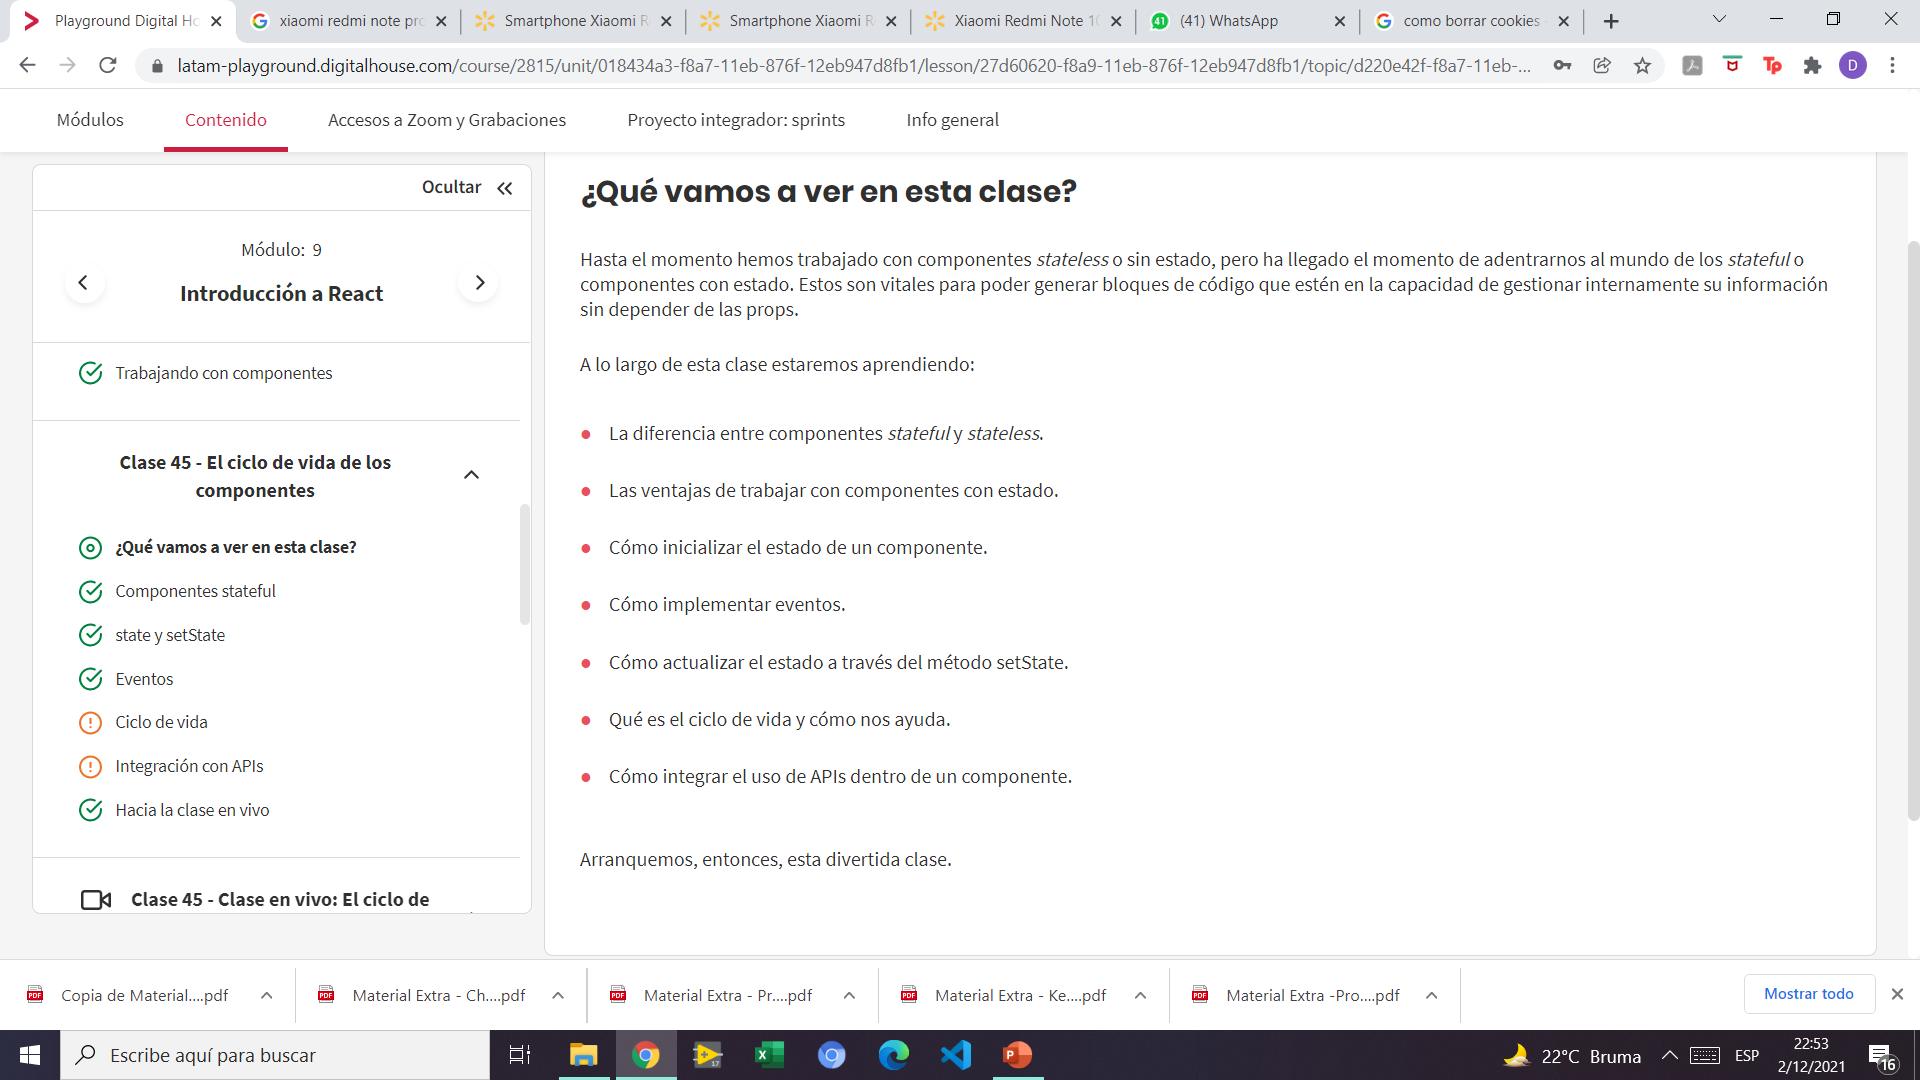 Playground Digital Ho
xiaomi redmi note pro
Smartphone Xiaomi R
Smartphone Xiaomi R
Xiaomi Redmi Note 10
41
(41) WhatsApp
como borrar cookies
latam-playground.digitalhouse.com/course/2815/unit/018434a3-f8a7-11eb-876f-12eb947d8fb1/lesson/27d60620-f8a9-11eb-876f-12eb947d8fb1/topic/d220e42f-f8a7-11eb-...
Tp
D
Módulos
Contenido
Accesos a Zoom y Grabaciones
Proyecto integrador: sprints
Info general
Ocultar
Módulo: 9
Introducción a React
Trabajando con componentes
Clase 45 - El ciclo de vida de los
componentes
¿Qué vamos a ver en esta clase?
Componentes stateful
state y setState
Eventos
Ciclo de vida
Integración con APIs
Hacia la clase en vivo
Clase 45 - Clase en vivo: El ciclo de
¿Qué vamos a ver en esta clase?
Hasta el momento hemos trabajado con componentes stateless o sin estado, pero ha llegado el momento de adentrarnos al mundo de los stateful o
componentes con estado. Estos son vitales para poder generar bloques de código que estén en la capacidad de gestionar internamente su información
sin depender de las props.
A lo largo de esta clase estaremos aprendiendo:
La diferencia entre componentes stateful y stateless.
Las ventajas de trabajar con componentes con estado.
Cómo inicializar el estado de un componente.
Cómo implementar eventos.
Cómo actualizar el estado a través del método setState.
Qué es el ciclo de vida y cómo nos ayuda.
Cómo integrar el uso de APIs dentro de un componente.
Arranquemos, entonces, esta divertida clase.
PDF Copia de Material....pdf
PDF Material Extra - Ch....pdf
PDF Material Extra - Pr....pdf
PDF Material Extra - Ke....pdf
PDF Material Extra -Pro....pdf
Mostrar todo
Escribe aquí para buscar
22°C Bruma
ESP
22:53
2/12/2021
16